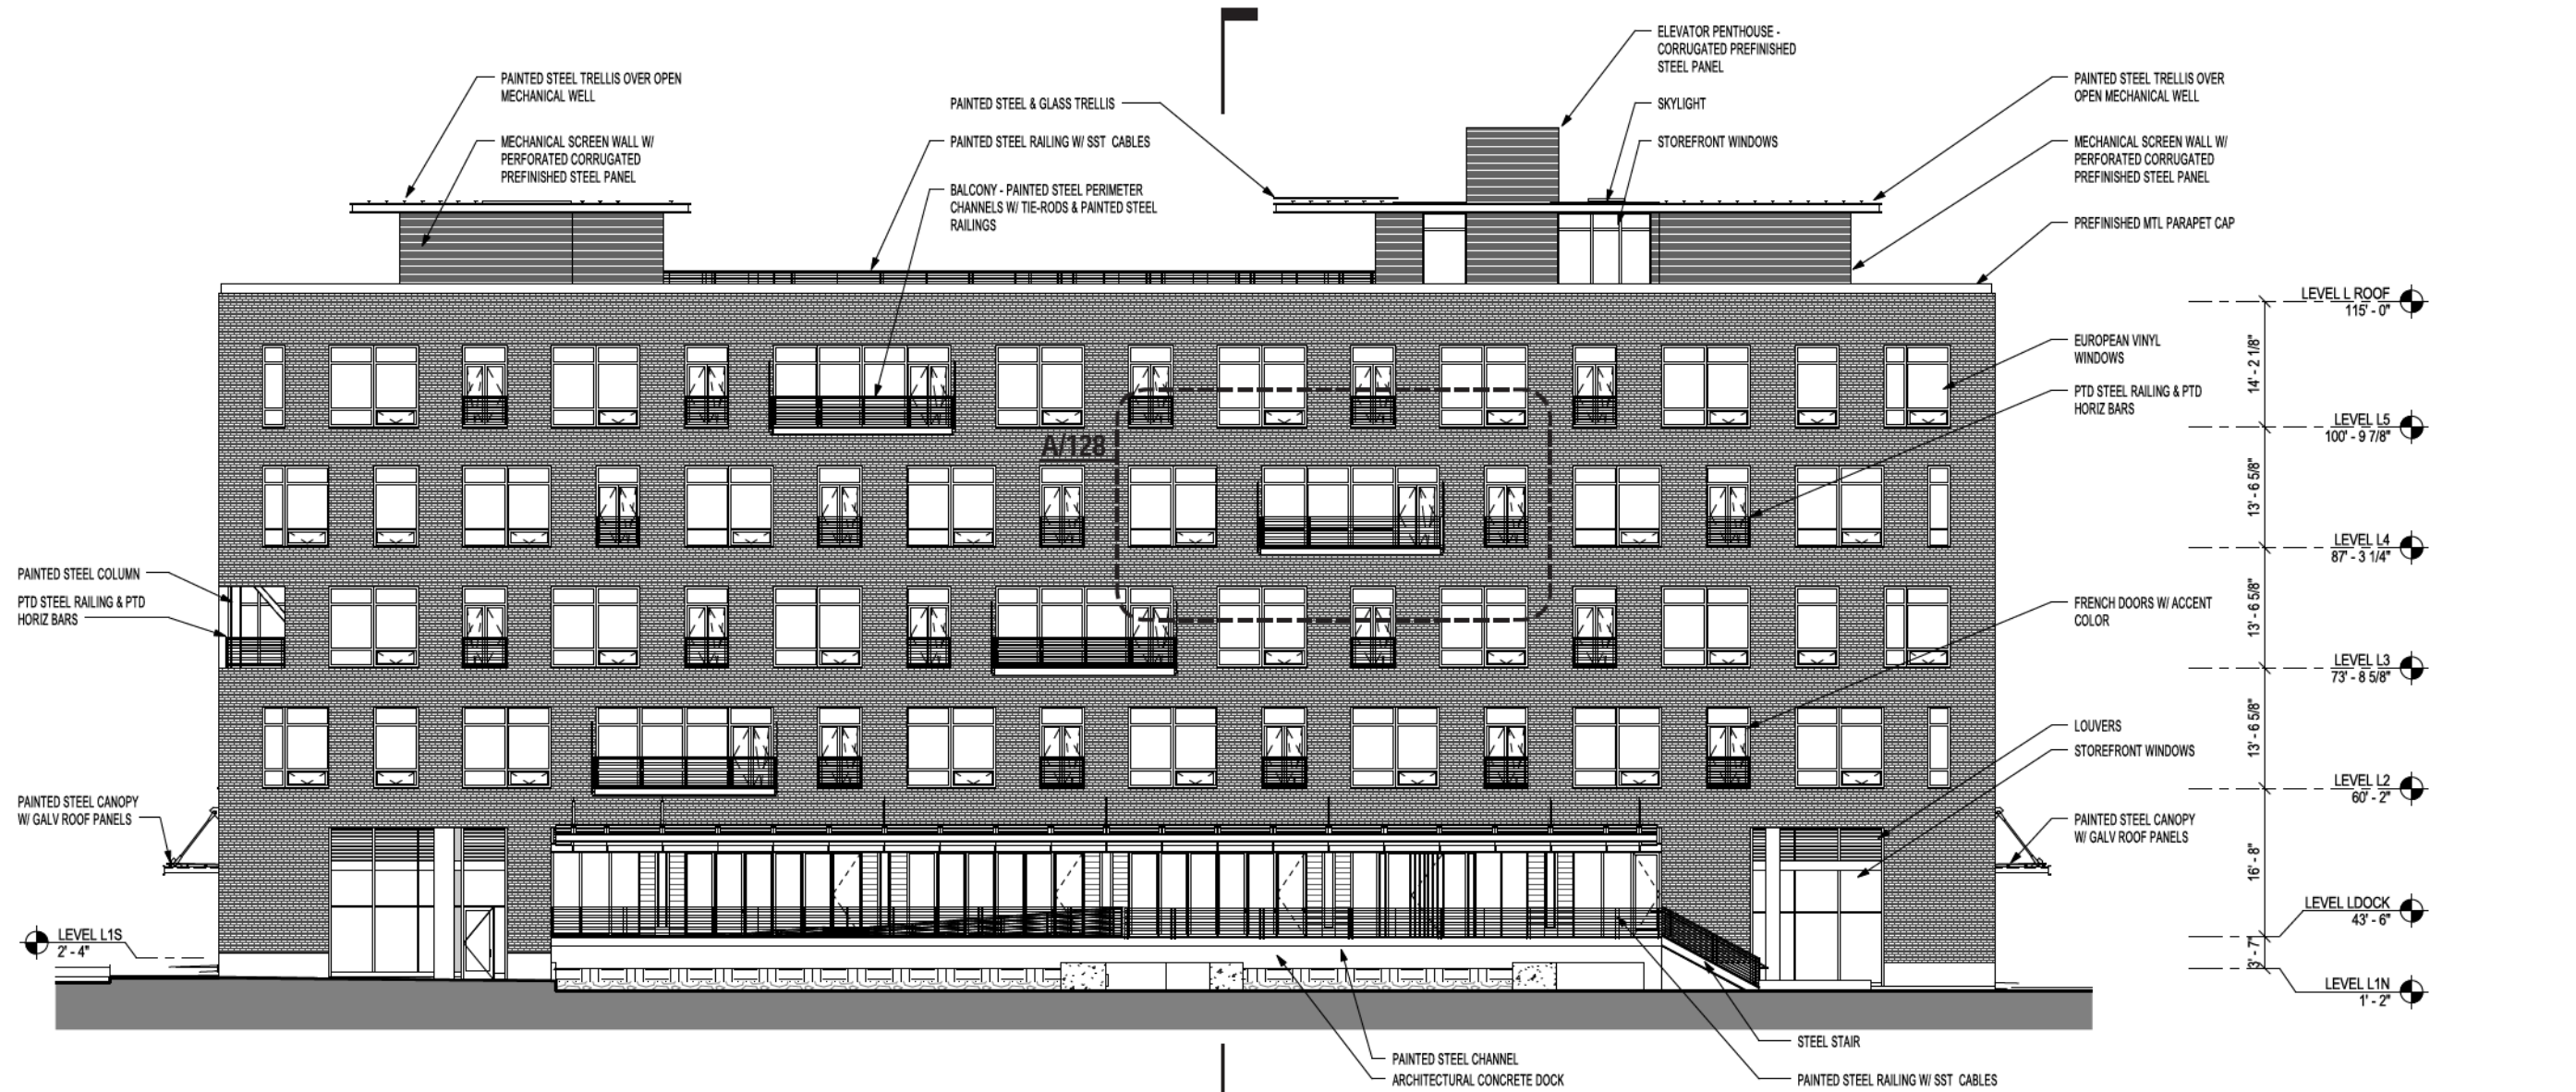 PAINTED STEEL TRELLIS OVER OPEN
MECHANICAL WELL
MECHANICAL SCREEN WALL W/
PERFORATED CORRUGATED
PREFINISHED STEEL PANEL
PAINTED STEEL & GLASS TRELLIS
PAINTED STEEL RAILING W/ SST CABLES
BALCONY - PAINTED STEEL PERIMETER
CHANNELS W/ TIE-RODS & PAINTED STEEL
RAILINGS
ELEVATOR PENTHOUSE -
CORRUGATED PREFINISHED
STEEL PANEL
SKYLIGHT
STOREFRONT WINDOWS
PAINTED STEEL TRELLIS OVER
OPEN MECHANICAL WELL
MECHANICAL SCREEN WALL W/
PERFORATED CORRUGATED
PREFINISHED STEEL PANEL
PREFINISHED MTL PARAPET CAP
EUROPEAN VINYL
WINDOWS
PTD STEEL RAILING & PTD
HORIZ BARS
FRENCH DOORS W/ ACCENT
COLOR
LOUVERS
STOREFRONT WINDOWS
PAINTED STEEL CANOPY
W/ GALV ROOF PANELS
LEVEL L ROOF
115' - 0"
14' - 2 1/8"
LEVEL L5
100' - 9 7/8"
13' - 6 5/8"
LEVEL L4
87' - 3 1/4"
13' - 6 5/8"
LEVEL L3
73' - 8 5/8"
13' - 6 5/8"
LEVEL L2
60' - 2"
16' - 8"
LEVEL LDOCK
43' - 6"
3' - 7"
LEVEL L1N
1' - 2"
A/128
PAINTED STEEL COLUMN
PTD STEEL RAILING & PTD
HORIZ BARS
PAINTED STEEL CANOPY
W/ GALV ROOF PANELS
LEVEL L1S
2' - 4"
STEEL STAIR
PAINTED STEEL CHANNEL
ARCHITECTURAL CONCRETE DOCK
PAINTED STEEL RAILING W/ SST CABLES